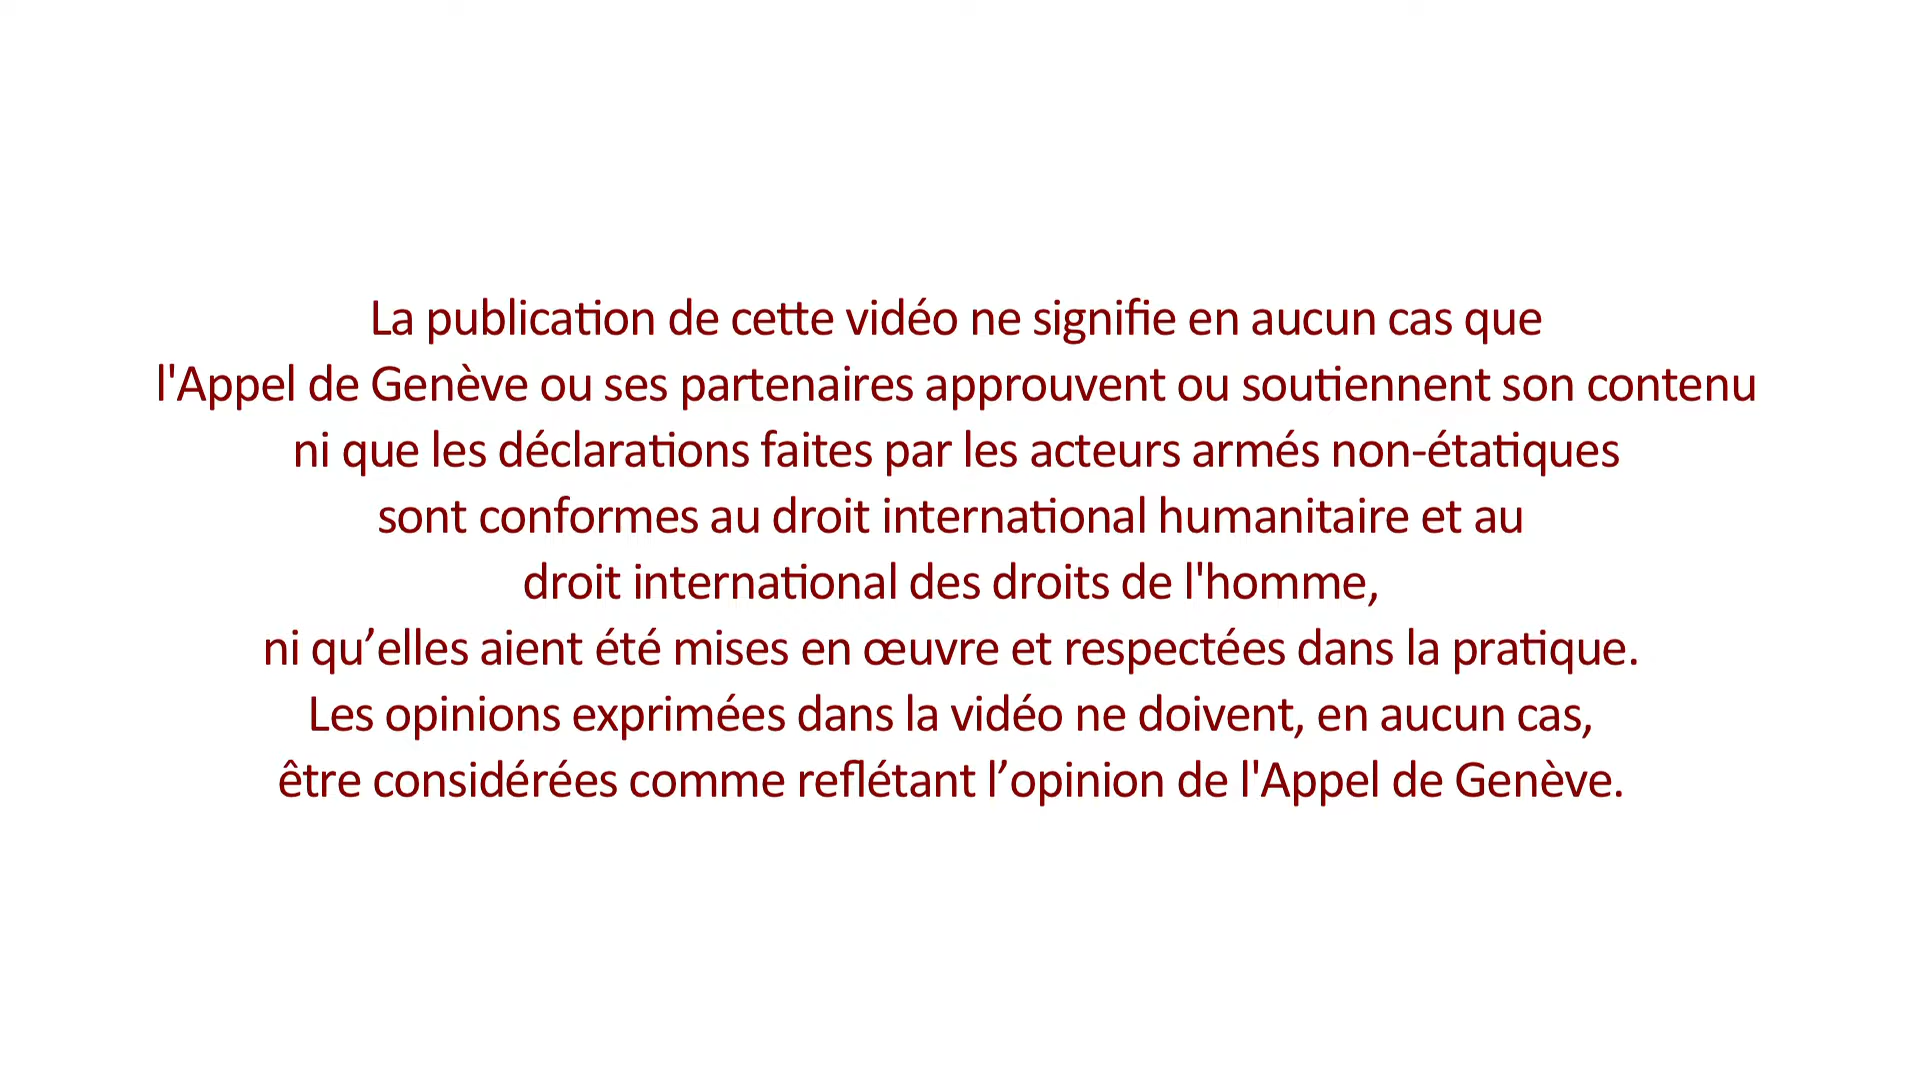 La publication de cette vidéo ne signifie en aucun cas que
l'Appel de Genève ou ses partenaires approuvent ou soutiennent son contenu
ni que les déclarations faites par les acteurs armés non-étatiques
sont conformes au droit international humanitaire et au
droit international des droits de l'homme,
ni qu’elles aient été mises en œuvre et respectées dans la pratique.
Les opinions exprimées dans la vidéo ne doivent, en aucun cas,
être considérées comme reflétant l’opinion de l'Appel de Genève.